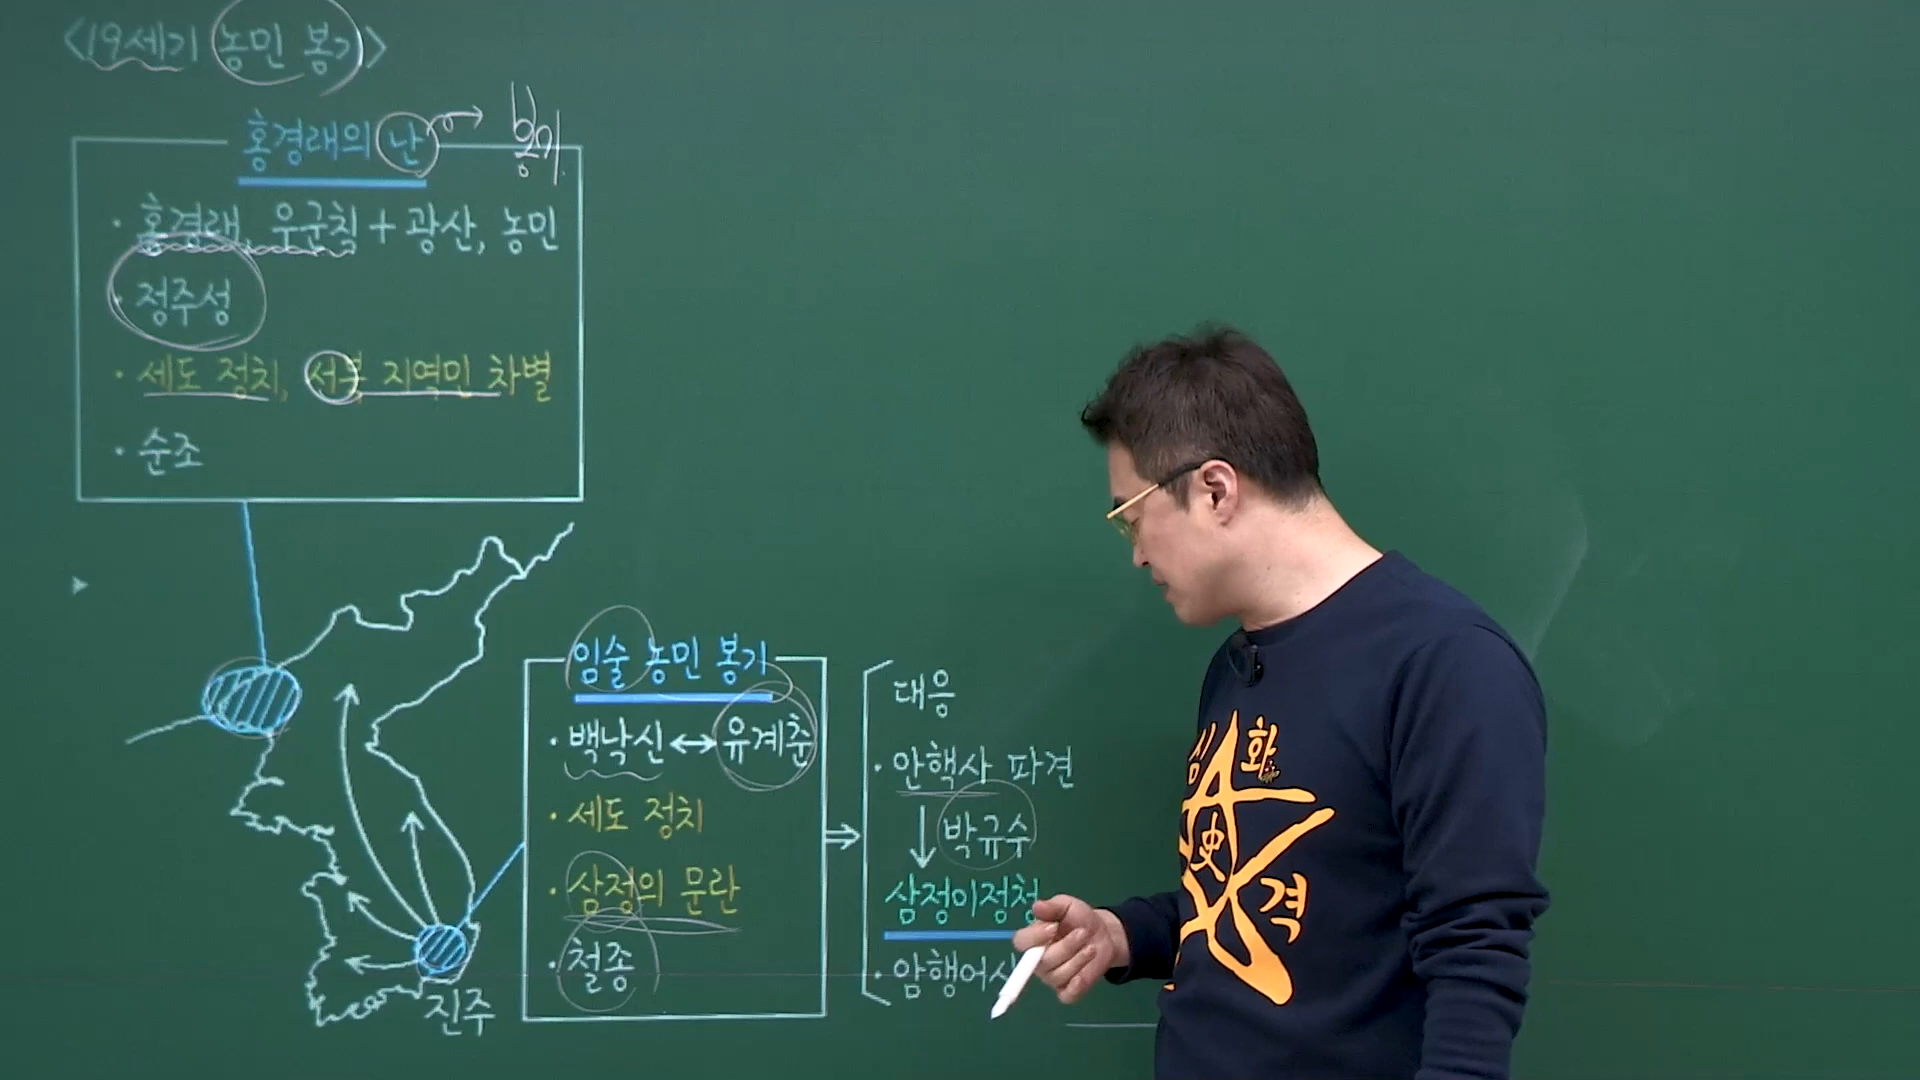 <19세기 농민 봉기>
홍경래의 난 → 봉기
· 홍경래, 우군칙 + 광산, 농민
· 정주성
· 세도 정치, 서북 지역민 차별
· 순조
임술 농민 봉기
· 백낙신 ↔ 유계춘
· 세도 정치
· 삼정의 문란
· 철종
진주
대응
· 안핵사 파견
↓ 박규수
삼정이정청
· 암행어사
심화
史
격